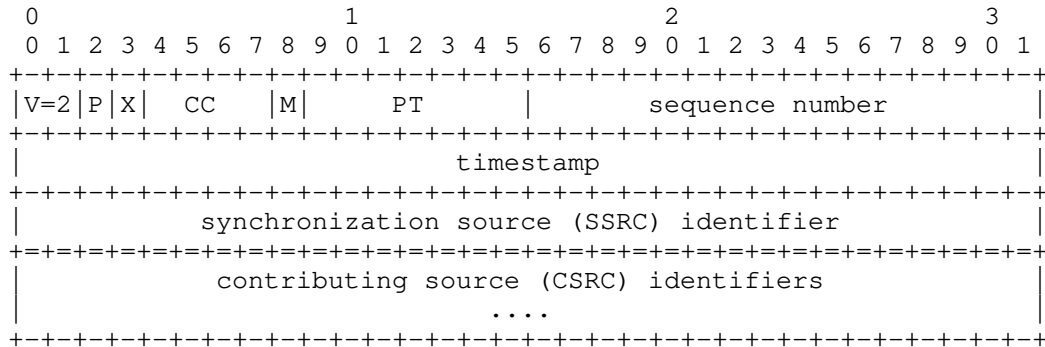 0                   1                   2                   3
 0 1 2 3 4 5 6 7 8 9 0 1 2 3 4 5 6 7 8 9 0 1 2 3 4 5 6 7 8 9 0 1
+-+-+-+-+-+-+-+-+-+-+-+-+-+-+-+-+-+-+-+-+-+-+-+-+-+-+-+-+-+-+-+-+
|V=2|P|X|  CC   |M|     PT      |       sequence number         |
+-+-+-+-+-+-+-+-+-+-+-+-+-+-+-+-+-+-+-+-+-+-+-+-+-+-+-+-+-+-+-+-+
|                           timestamp                           |
+-+-+-+-+-+-+-+-+-+-+-+-+-+-+-+-+-+-+-+-+-+-+-+-+-+-+-+-+-+-+-+-+
|           synchronization source (SSRC) identifier            |
+=+=+=+=+=+=+=+=+=+=+=+=+=+=+=+=+=+=+=+=+=+=+=+=+=+=+=+=+=+=+=+=+
|            contributing source (CSRC) identifiers             |
|                             ....                              |
+-+-+-+-+-+-+-+-+-+-+-+-+-+-+-+-+-+-+-+-+-+-+-+-+-+-+-+-+-+-+-+-+